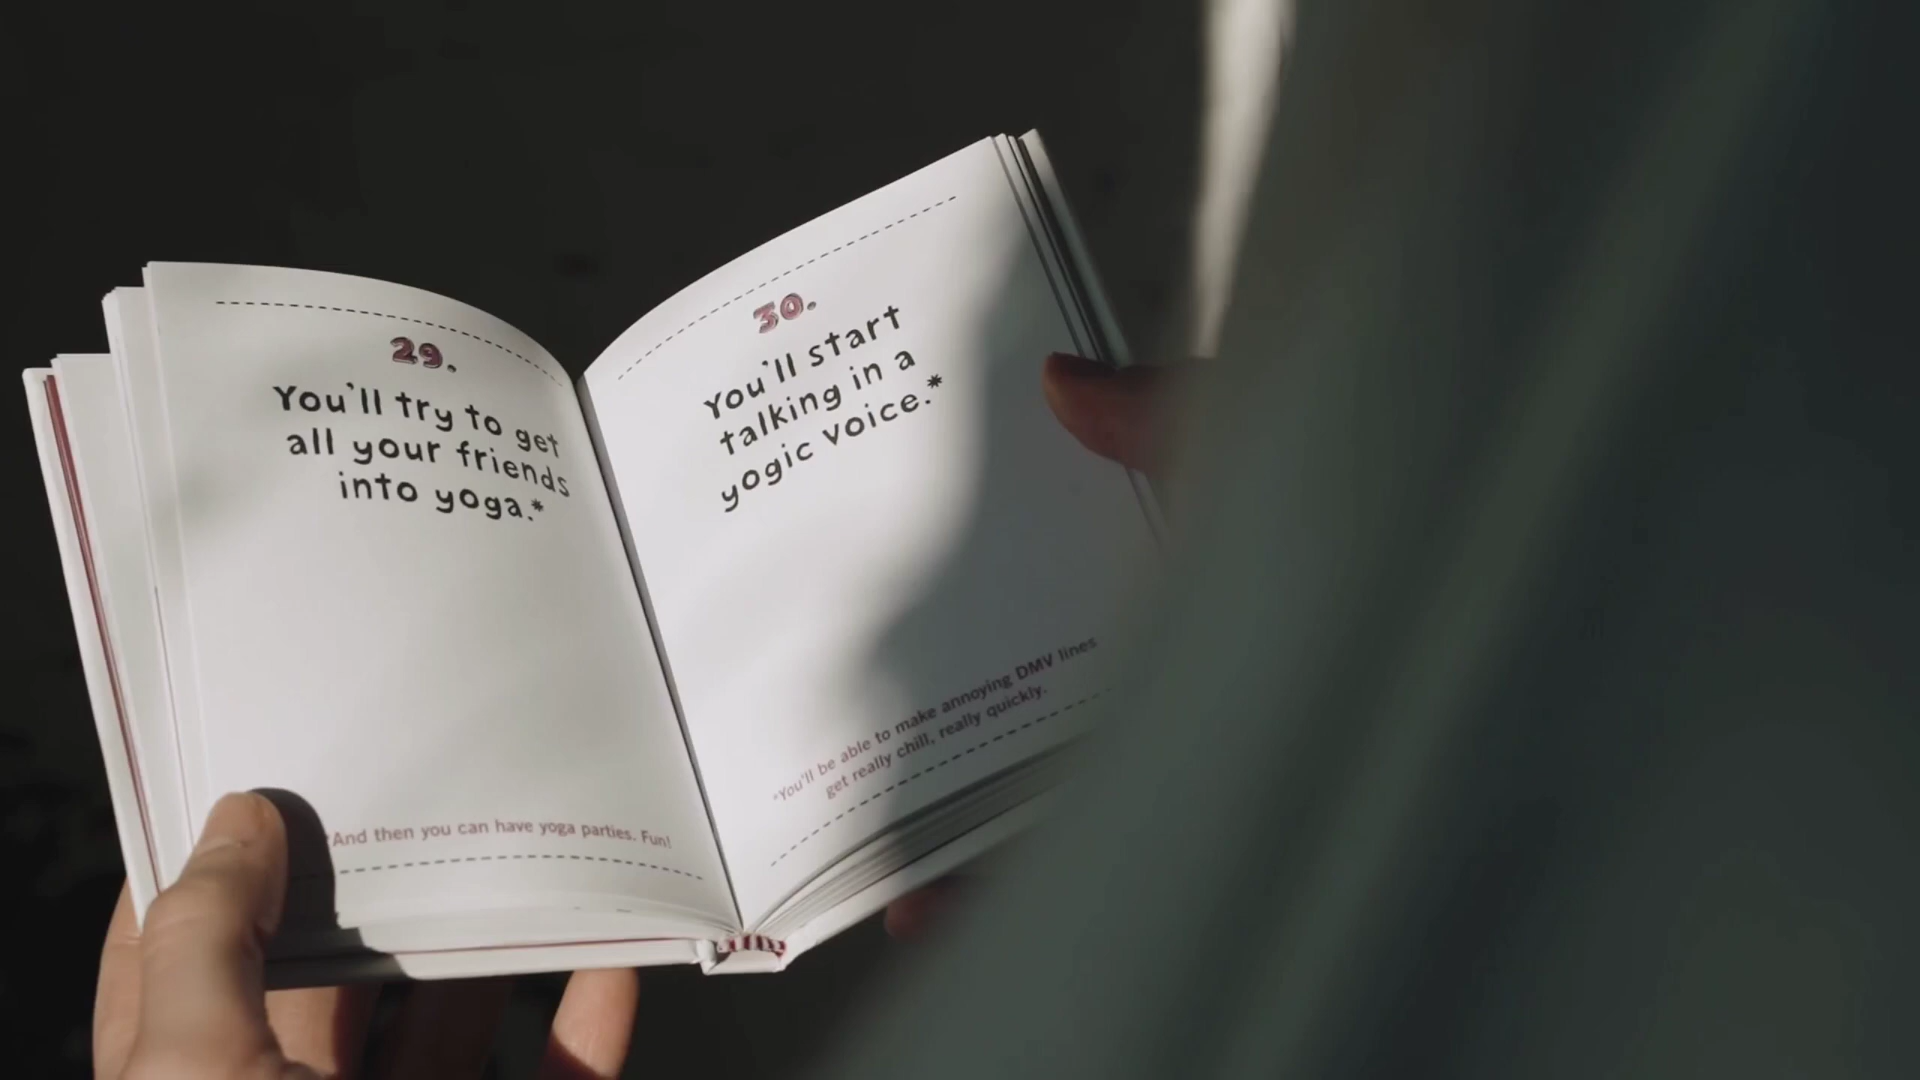 29.
You'll try to get
all your friends
into yoga.*
And then you can have yoga parties. Fun!
30.
You'll start
talking in a
yogic voice.*
*You'll be able to make annoying DMV lines
get really chill, really quickly.